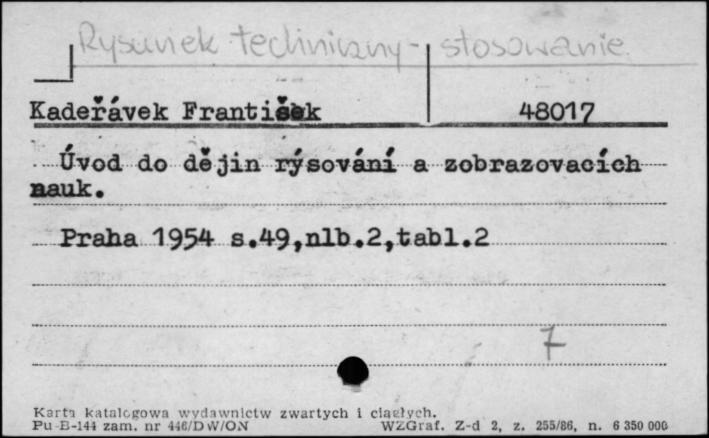 Rysunek techniczny - stosowanie
Kadeřávek František 48017
Úvod do dějin rýsování a zobrazovacích
nauk.
Praha 1954 s.49,nlb.2,tabl.2
7
Karta katalogowa wydawnictw zwartych i ciągłych.
Pu-B-144 zam. nr 446/DW/ON WZGraf. Z-d 2, z. 255/86, n. 6 350 000